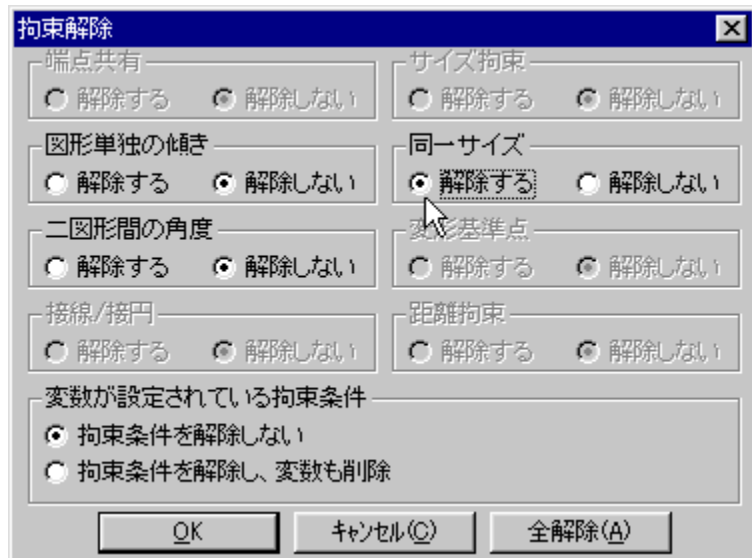 拘束解除
端点共有
解除する 解除しない
サイズ拘束
解除する 解除しない
図形単独の傾き
解除する 解除しない
同一サイズ
解除する 解除しない
二図形間の角度
解除する 解除しない
変形基準点
解除する 解除しない
接線/接円
解除する 解除しない
距離拘束
解除する 解除しない
変数が設定されている拘束条件
拘束条件を解除しない
拘束条件を解除し、変数も削除
OK キャンセル(C) 全解除(A)